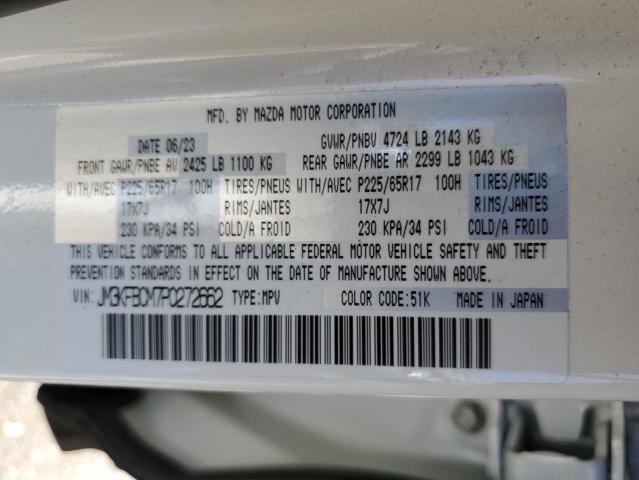 MFD. BY MAZDA MOTOR CORPORATION
DATE 06/23 GVWR/PNBV 4724 LB 2143 KG
FRONT GAWR/PNBE AV 2425 LB 1100 KG REAR GAWR/PNBE AR 2299 LB 1043 KG
WITH/AVEC P225/65R17 100H TIRES/PNEUS WITH/AVEC P225/65R17 100H TIRES/PNEUS
17X7J RIMS/JANTES 17X7J RIMS/JANTES
230 KPA/34 PSI COLD/A FROID 230 KPA/34 PSI COLD/A FROID
THIS VEHICLE CONFORMS TO ALL APPLICABLE FEDERAL MOTOR VEHICLE SAFETY AND THEFT
PREVENTION STANDARDS IN EFFECT ON THE DATE OF MANUFACTURE SHOWN ABOVE.
VIN: JM3KFBCM7P0272662 TYPE:MPV COLOR CODE:51K MADE IN JAPAN